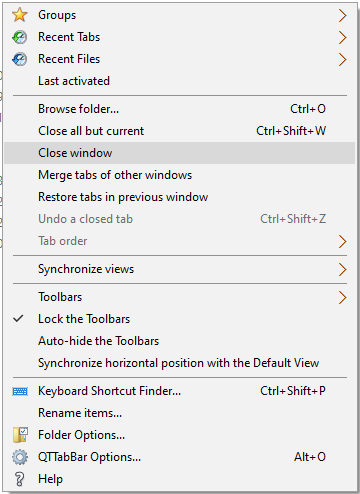 Groups
Recent Tabs
Recent Files
Last activated
Browse folder... Ctrl+O
Close all but current Ctrl+Shift+W
Close window
Merge tabs of other windows
Restore tabs in previous window
Undo a closed tab Ctrl+Shift+Z
Tab order
Synchronize views
Toolbars
Lock the Toolbars
Auto-hide the Toolbars
Synchronize horizontal position with the Default View
Keyboard Shortcut Finder... Ctrl+Shift+P
Rename items...
Folder Options...
QTTabBar Options... Alt+O
Help